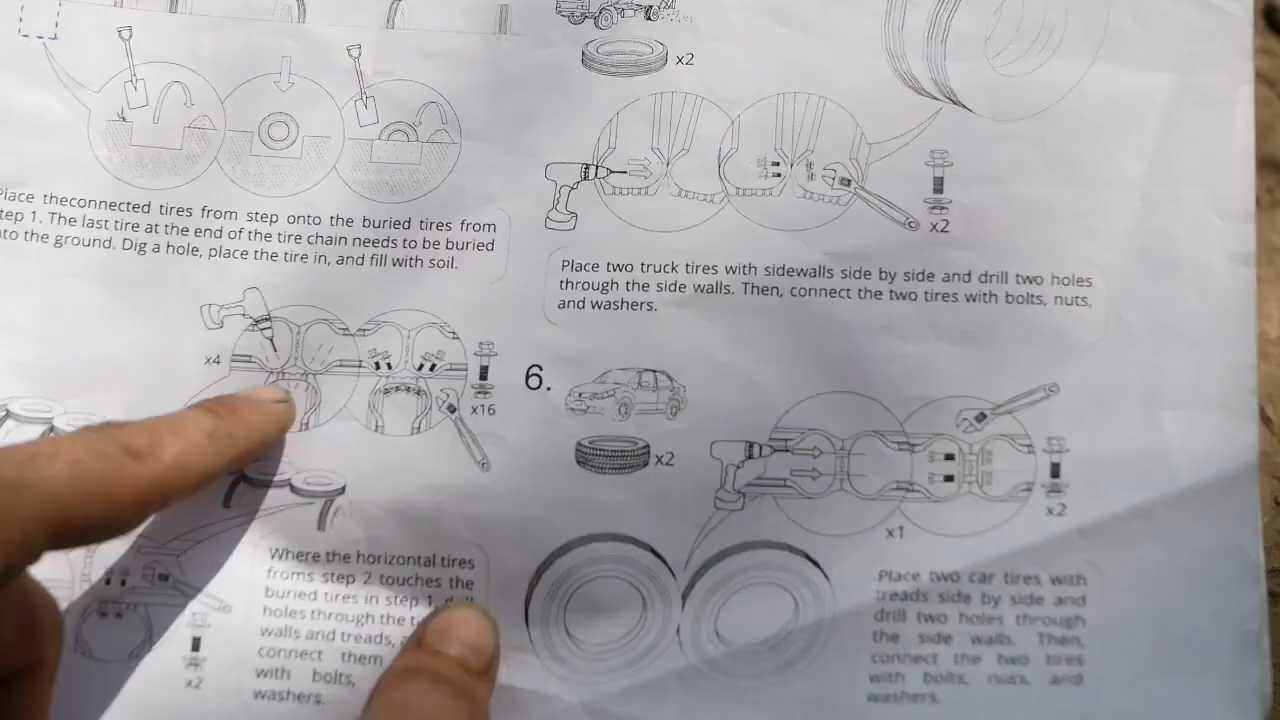 x2
x2
lace theconnected tires from step onto the buried tires from
tep 1. The last tire at the end of the tire chain needs to be buried
to the ground. Dig a hole, place the tire in, and fill with soil.
Place two truck tires with sidewalls side by side and drill two holes
through the side walls. Then, connect the two tires with bolts, nuts,
and washers.
x4
x16
6.
x2
x2
x1
Where the horizontal tires
froms step 2 touches the
buried tires in step 1,
holes through the
walls and treads,
connect them
with bolts,
washers.
x2
Place two car tires with
treads side by side and
drill two holes through
the side walls. Then,
connect the two tires
with bolts, nuts, and
washers.